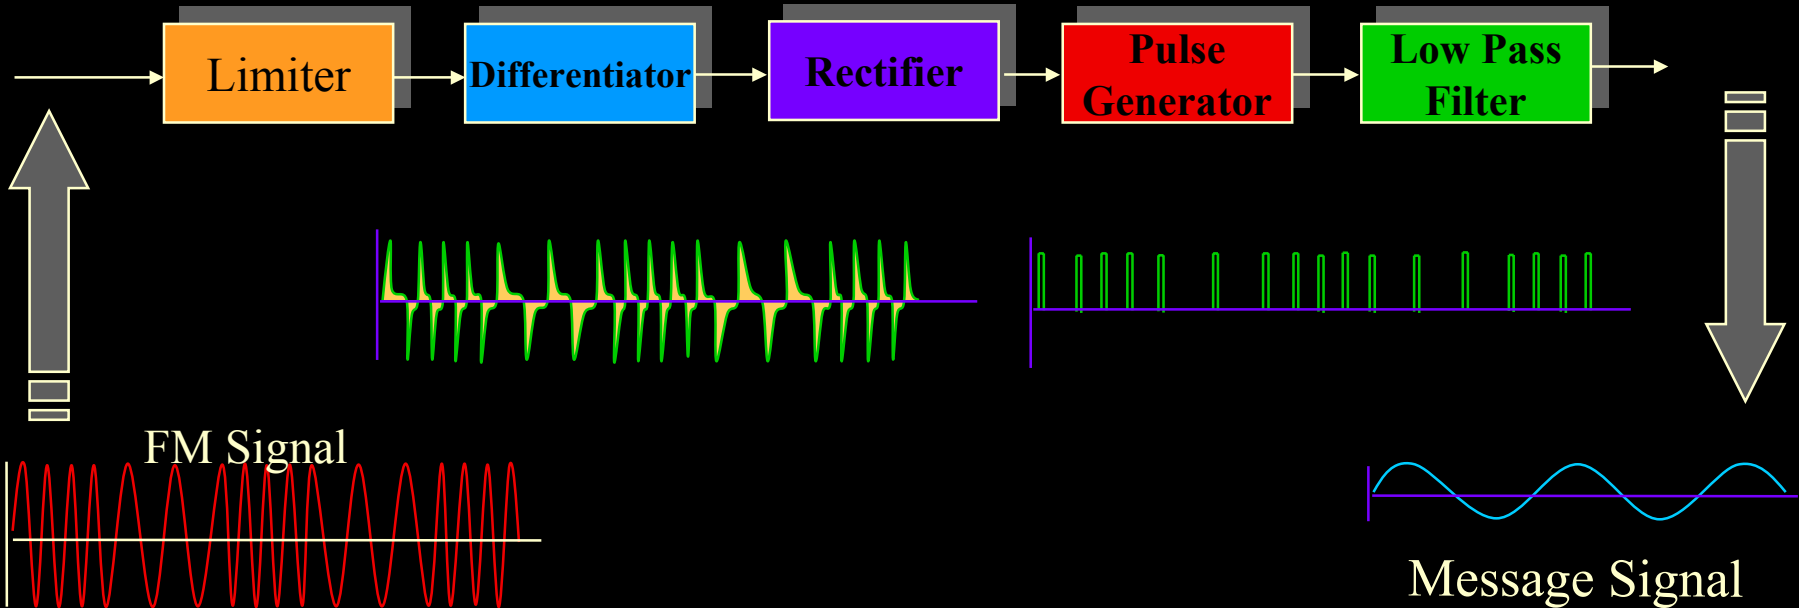 Limiter
Differentiator
Rectifier
Pulse
Generator
Low Pass
Filter
FM Signal
Message Signal